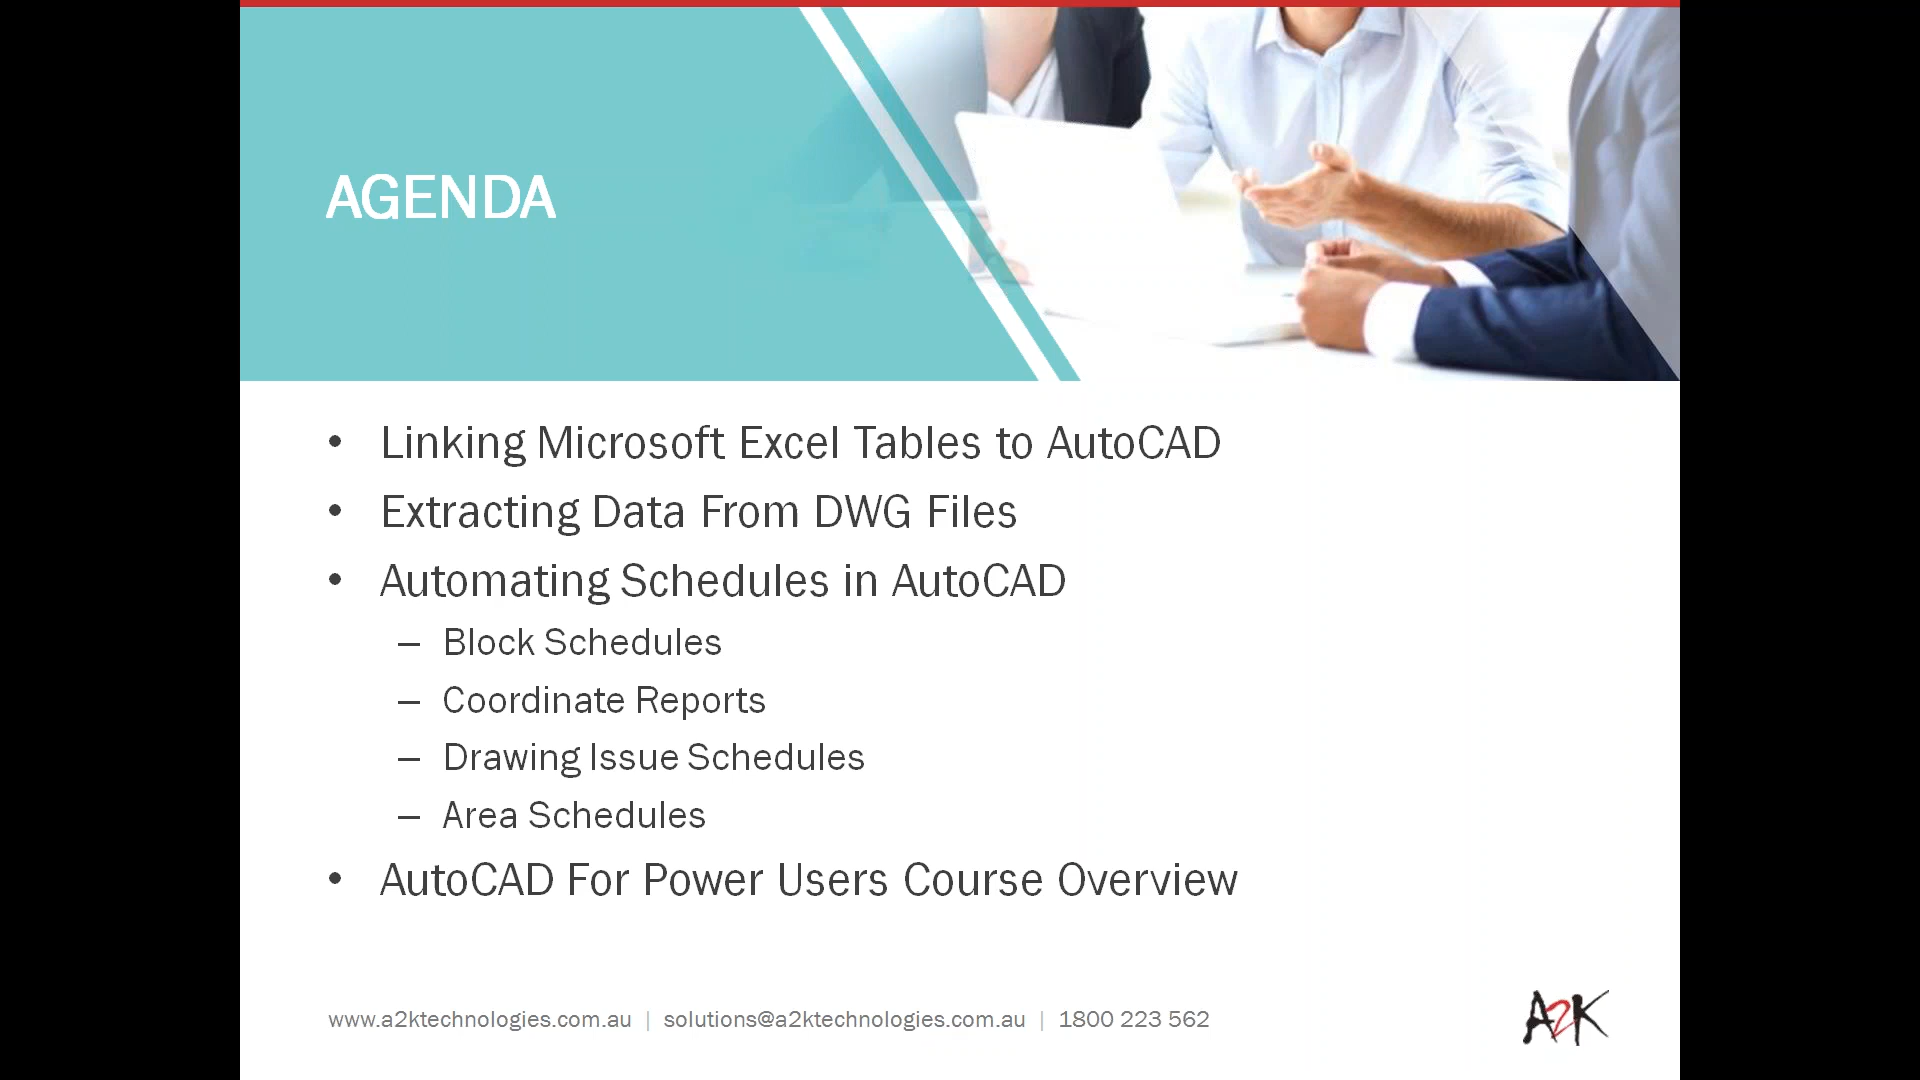 AGENDA
• Linking Microsoft Excel Tables to AutoCAD
• Extracting Data From DWG Files
• Automating Schedules in AutoCAD
– Block Schedules
– Coordinate Reports
– Drawing Issue Schedules
– Area Schedules
• AutoCAD For Power Users Course Overview
www.a2ktechnologies.com.au | solutions@a2ktechnologies.com.au | 1800 223 562
A2K